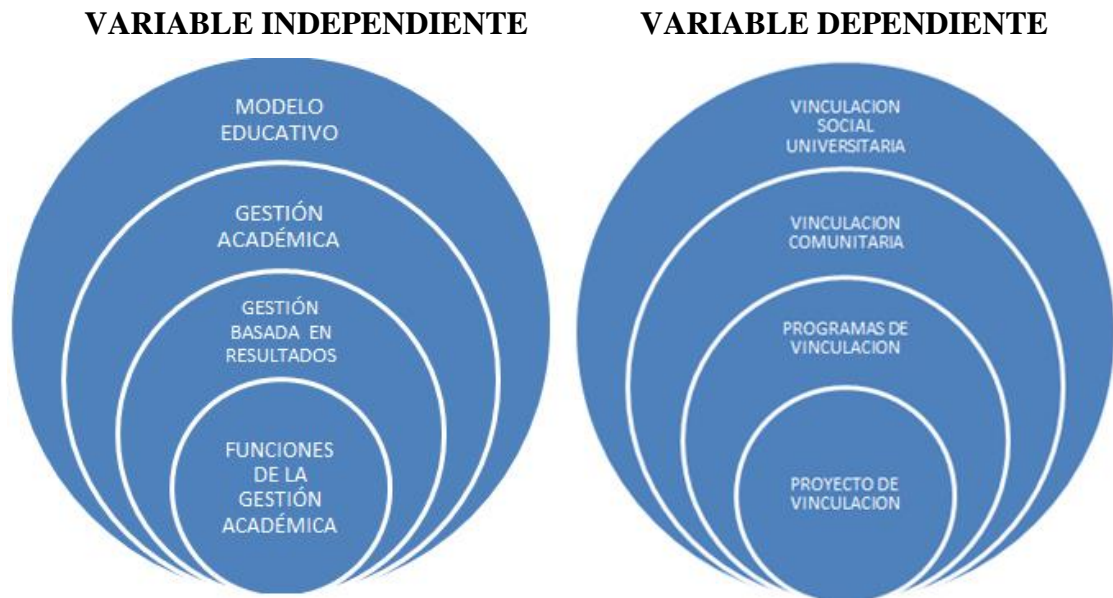 VARIABLE INDEPENDIENTE
MODELO
EDUCATIVO
GESTIÓN
ACADÉMICA
GESTIÓN
BASADA EN
RESULTADOS
FUNCIONES
DE LA
GESTIÓN
ACADÉMICA
VARIABLE DEPENDIENTE
VINCULACION
SOCIAL
UNIVERSITARIA
VINCULACION
COMUNITARIA
PROGRAMAS DE
VINCULACION
PROYECTO DE
VINCULACION